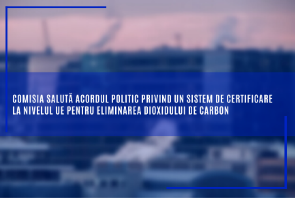 COMISIA SALUTĂ ACORDUL POLITIC PRIVIND UN SISTEM DE CERTIFICARE
LA NIVELUL UE PENTRU ELIMINAREA DIOXIDULUI DE CARBON